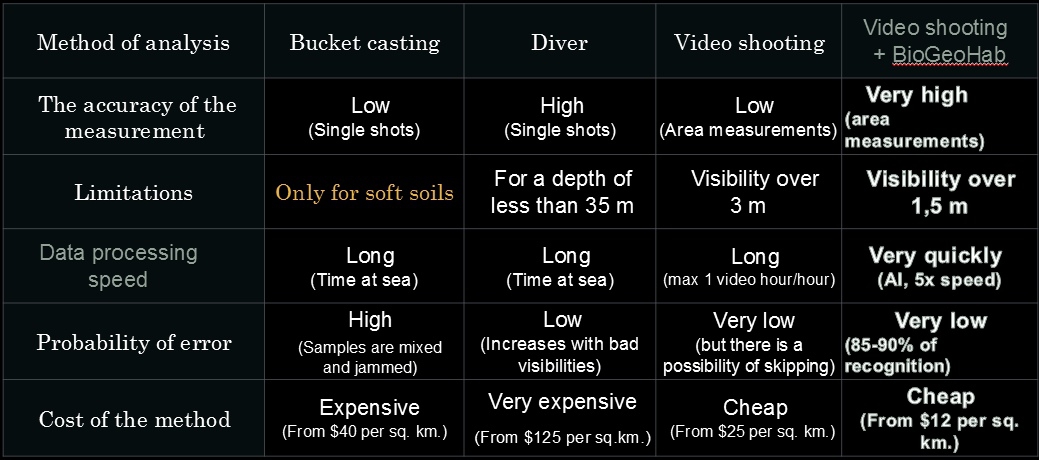 Method of analysis
Bucket casting
Diver
Video shooting
Video shooting
+ BioGeoHab
The accuracy of the
measurement
Low
(Single shots)
High
(Single shots)
Low
(Area measurements)
Very high
(area
measurements)
Limitations
Only for soft soils
For a depth of
less than 35 m
Visibility over
3 m
Visibility over
1,5 m
Data processing
speed
Long
(Time at sea)
Long
(Time at sea)
Long
(max 1 video hour/hour)
Very quickly
(AI, 5x speed)
Probability of error
High
(Samples are mixed
and jammed)
Low
(Increases with bad
visibilities)
Very low
(but there is a
possibility of skipping)
Very low
(85-90% of
recognition)
Cost of the method
Expensive
(From $40 per sq. km.)
Very expensive
(From $125 per sq.km.)
Cheap
(From $25 per sq. km.)
Cheap
(From $12 per sq.
km.)